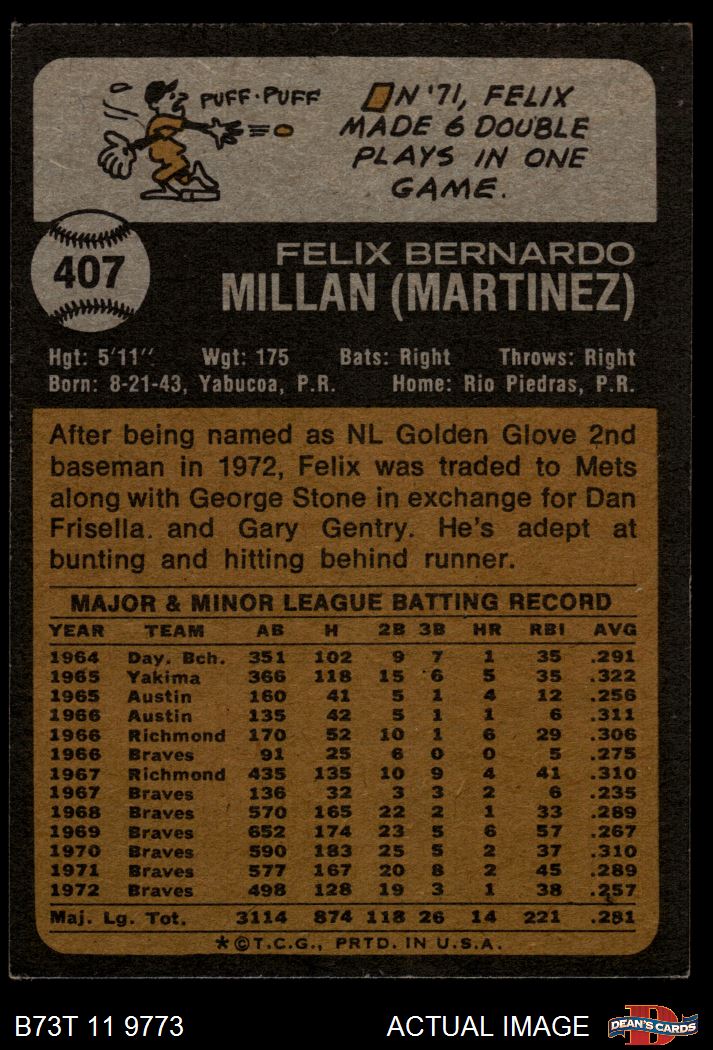 PUFF·PUFF
IN '71, FELIX
MADE 6 DOUBLE
PLAYS IN ONE
GAME.
407
FELIX BERNARDO
MILLAN (MARTINEZ)
Hgt: 5'11'' Wgt: 175 Bats: Right Throws: Right
Born: 8-21-43, Yabucoa, P.R. Home: Rio Piedras, P.R.
After being named as NL Golden Glove 2nd
baseman in 1972, Felix was traded to Mets
along with George Stone in exchange for Dan
Frisella. and Gary Gentry. He's adept at
bunting and hitting behind runner.
MAJOR & MINOR LEAGUE BATTING RECORD
YEAR TEAM AB H 2B 3B HR RBI AVG
1964 Day. Bch. 351 102 9 7 1 35 .291
1965 Yakima 366 118 15 6 5 35 .322
1965 Austin 160 41 5 1 4 12 .256
1966 Austin 135 42 5 1 1 6 .311
1966 Richmond 170 52 10 1 6 29 .306
1966 Braves 91 25 6 0 0 5 .275
1967 Richmond 435 135 10 9 4 41 .310
1967 Braves 136 32 3 3 2 6 .235
1968 Braves 570 165 22 2 1 33 .289
1969 Braves 652 174 23 5 6 57 .267
1970 Braves 590 183 25 5 2 37 .310
1971 Braves 577 167 20 8 2 45 .289
1972 Braves 498 128 19 3 1 38 .257
Maj. Lg. Tot. 3114 874 118 26 14 221 .281
*©T.C.G., PRTD. IN U.S.A.
B73T 11 9773 ACTUAL IMAGE
DEAN'S CARDS